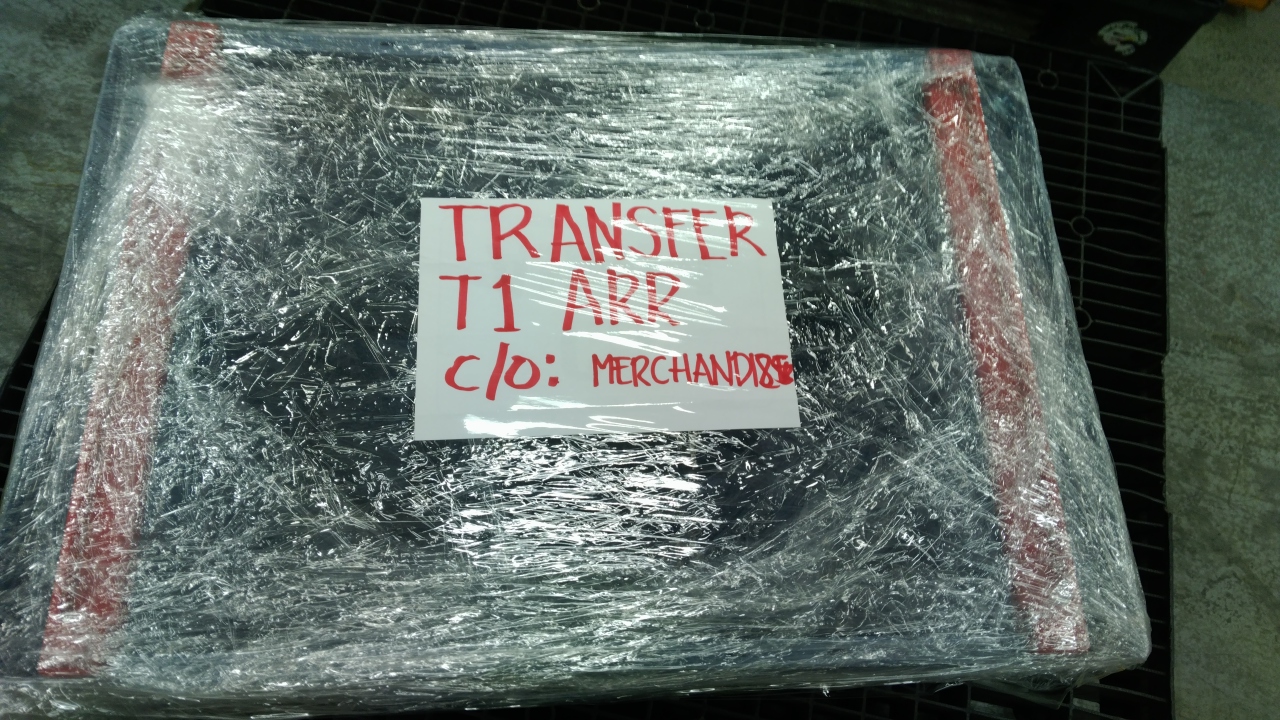 TRANSFER
T1 ARR
c/o: MERCHANDISE